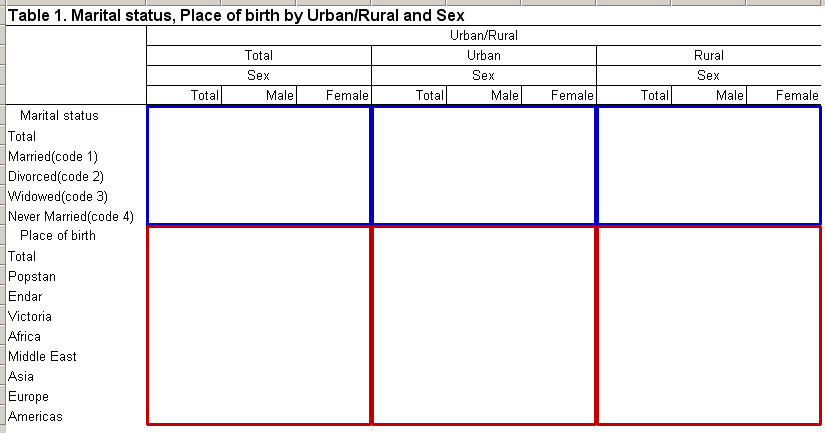 Table 1. Marital status, Place of birth by Urban/Rural and Sex
Urban/Rural
Total Urban Rural
Sex Sex Sex
Total Male Female Total Male Female Total Male Female
Marital status
Total
Married(code 1)
Divorced(code 2)
Widowed(code 3)
Never Married(code 4)
Place of birth
Total
Popstan
Endar
Victoria
Africa
Middle East
Asia
Europe
Americas